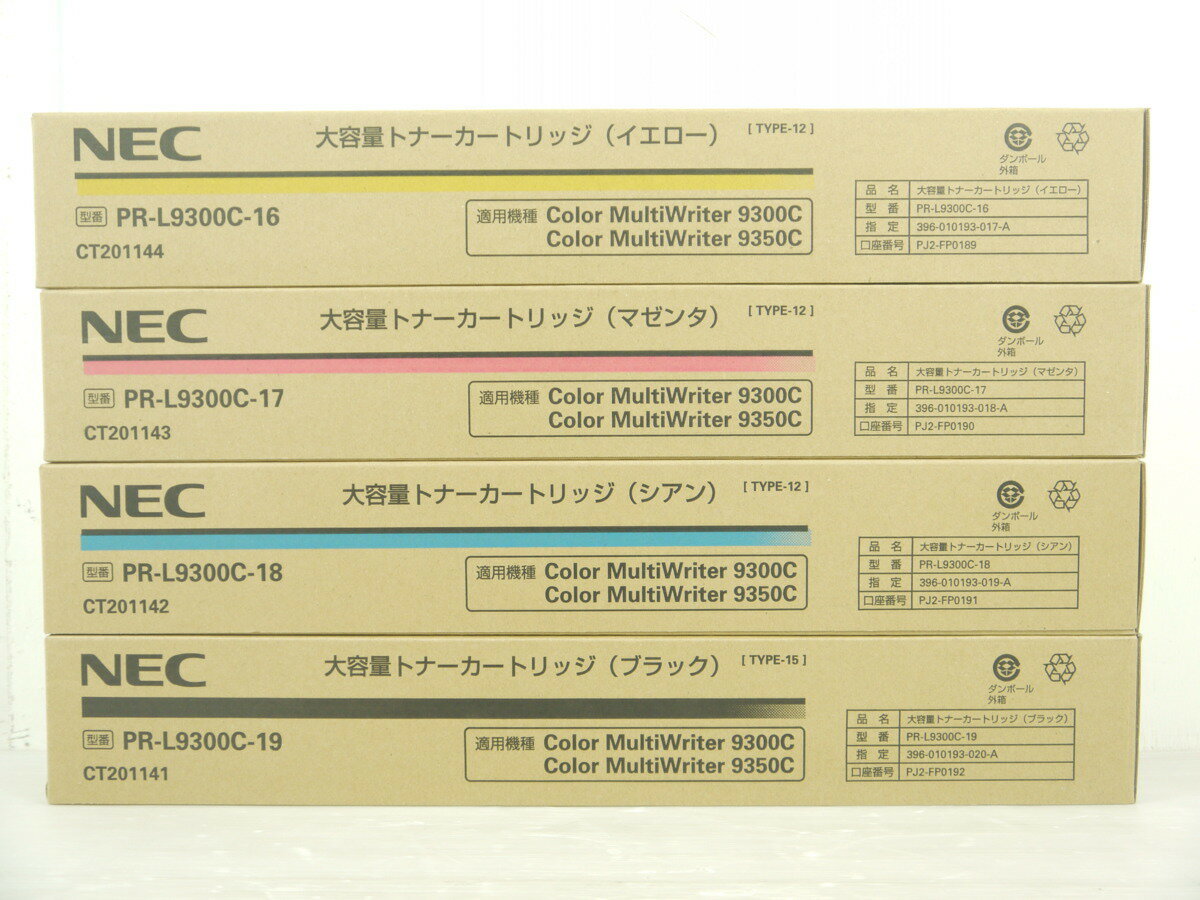 NEC
大容量トナーカートリッジ（イエロー）
[ TYPE-12 ]
型番 PR-L9300C-16
CT201144
適用機種 Color MultiWriter 9300C
Color MultiWriter 9350C
ダンボール
外箱
品 名 大容量トナーカートリッジ（イエロー）
型 番 PR-L9300C-16
指 定 396-010193-017-A
口座番号 PJ2-FP0189
NEC
大容量トナーカートリッジ（マゼンタ）
[ TYPE-12 ]
型番 PR-L9300C-17
CT201143
適用機種 Color MultiWriter 9300C
Color MultiWriter 9350C
ダンボール
外箱
品 名 大容量トナーカートリッジ（マゼンタ）
型 番 PR-L9300C-17
指 定 396-010193-018-A
口座番号 PJ2-FP0190
NEC
大容量トナーカートリッジ（シアン）
[ TYPE-12 ]
型番 PR-L9300C-18
CT201142
適用機種 Color MultiWriter 9300C
Color MultiWriter 9350C
ダンボール
外箱
品 名 大容量トナーカートリッジ（シアン）
型 番 PR-L9300C-18
指 定 396-010193-019-A
口座番号 PJ2-FP0191
NEC
大容量トナーカートリッジ（ブラック）
[ TYPE-15 ]
型番 PR-L9300C-19
CT201141
適用機種 Color MultiWriter 9300C
Color MultiWriter 9350C
ダンボール
外箱
品 名 大容量トナーカートリッジ（ブラック）
型 番 PR-L9300C-19
指 定 396-010193-020-A
口座番号 PJ2-FP0192